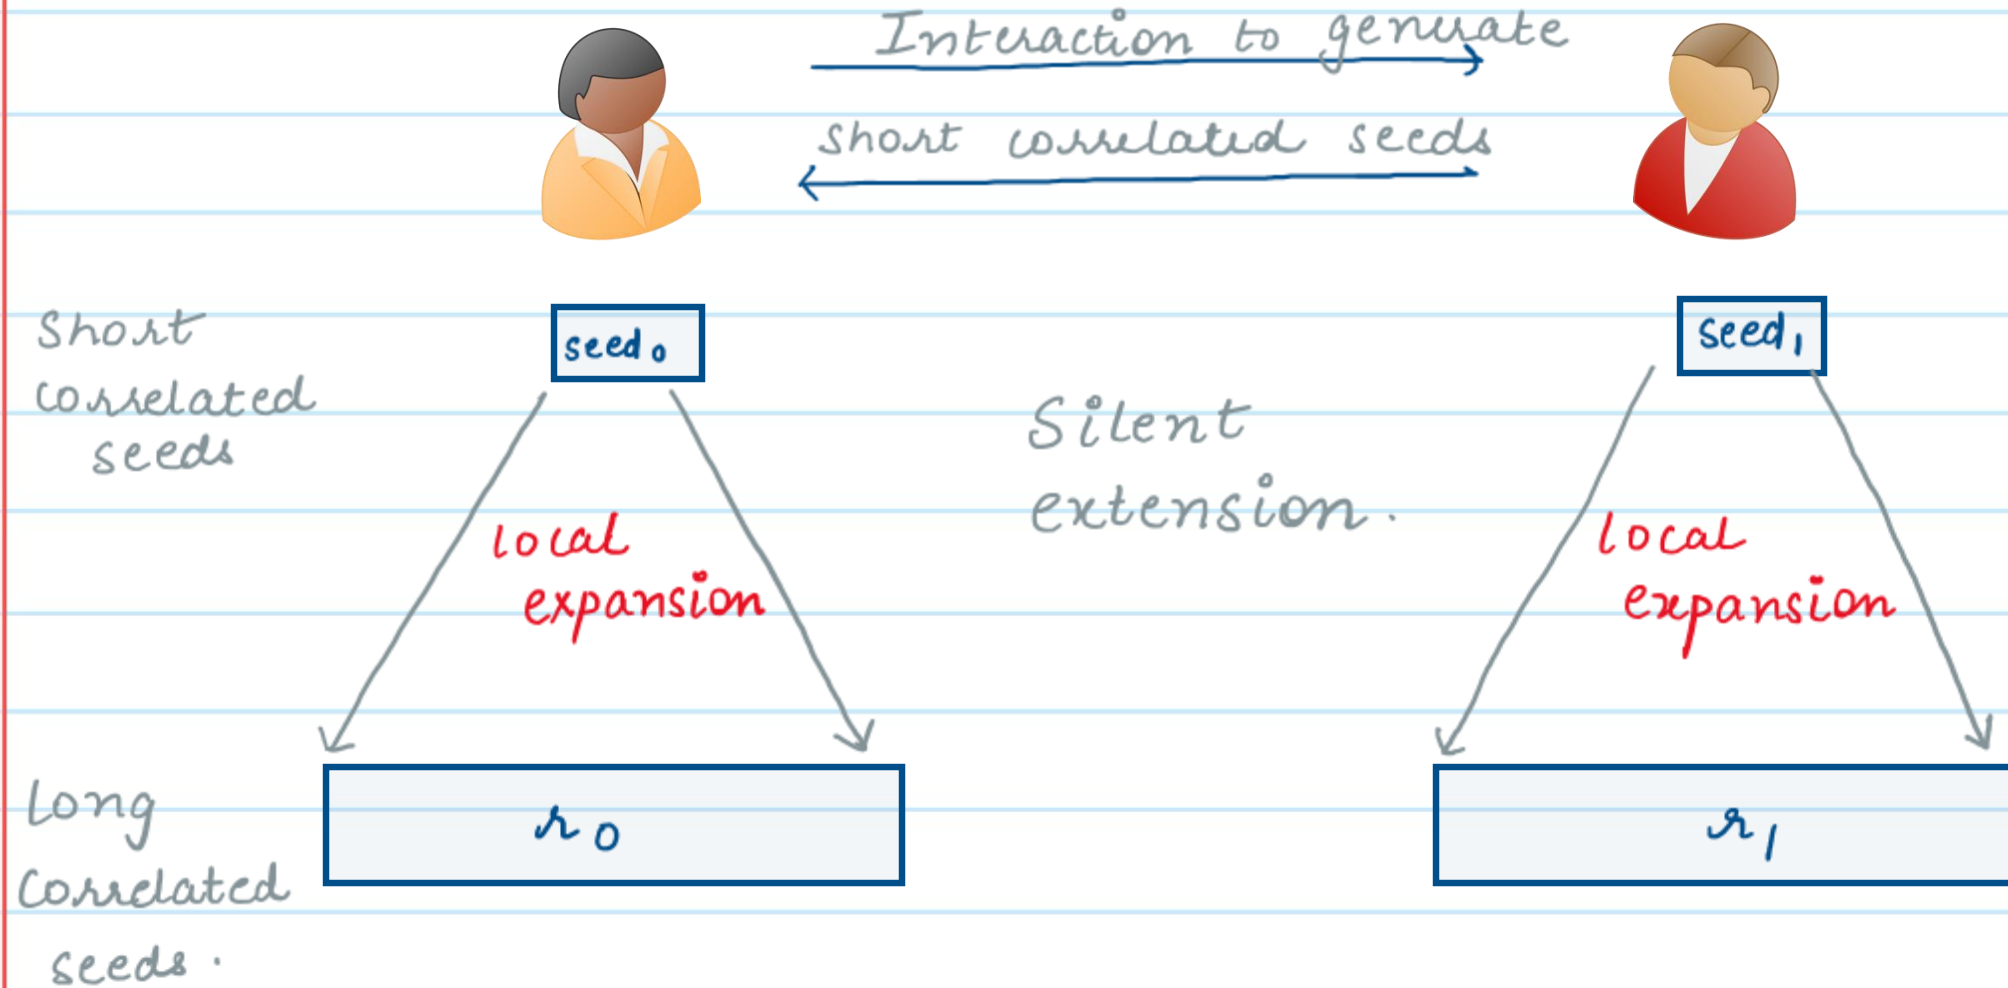 Interaction to generate
short correlated seeds
seed₀
seed₁
Short
correlated
seeds
Silent
extension.
local
expansion
local
expansion
Long
Correlated
seeds.
r₀
r₁